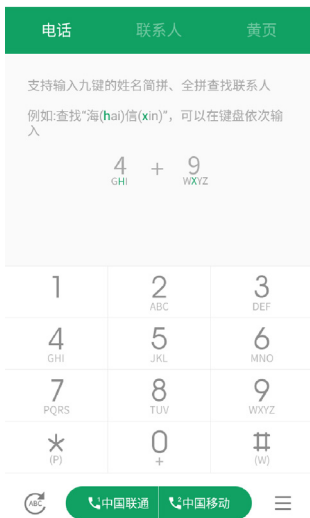 电话 联系人 黄页
支持输入九键的姓名简拼、全拼查找联系人
例如:查找"海(hai)信(xin)"，可以在键盘依次输
入
4 + 9
GHI WXYZ
1 2 3
ABC DEF
4 5 6
GHI JKL MNO
7 8 9
PQRS TUV WXYZ
* 0 #
(P) + (W)
ABC 1 中国联通 2 中国移动